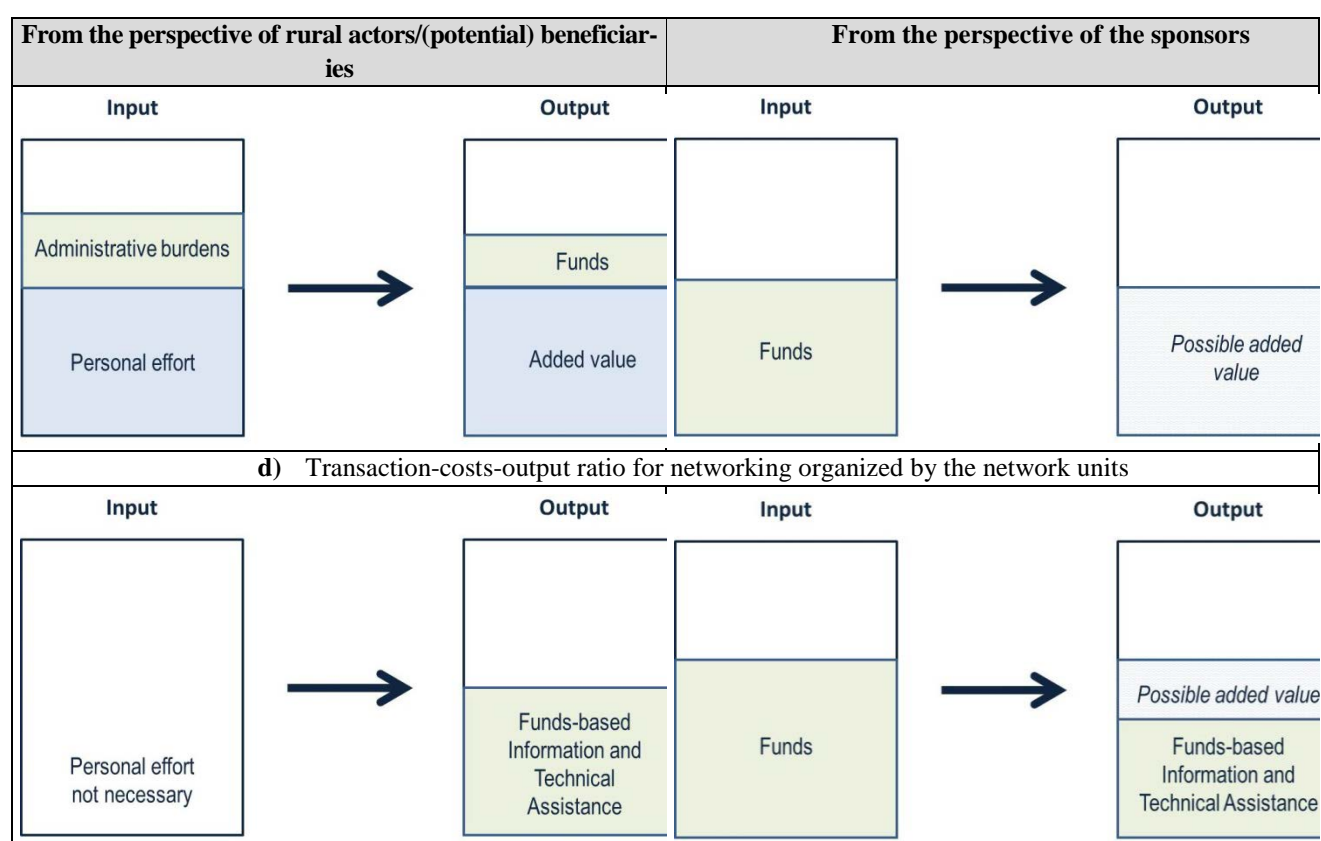 From the perspective of rural actors/(potential) beneficiar-
ies
From the perspective of the sponsors
Input
Output
Input
Output
Administrative burdens
Personal effort
Funds
Added value
Funds
Possible added
value
d) Transaction-costs-output ratio for networking organized by the network units
Input
Output
Input
Output
Personal effort
not necessary
Funds-based
Information and
Technical
Assistance
Funds
Possible added value
Funds-based
Information and
Technical Assistance